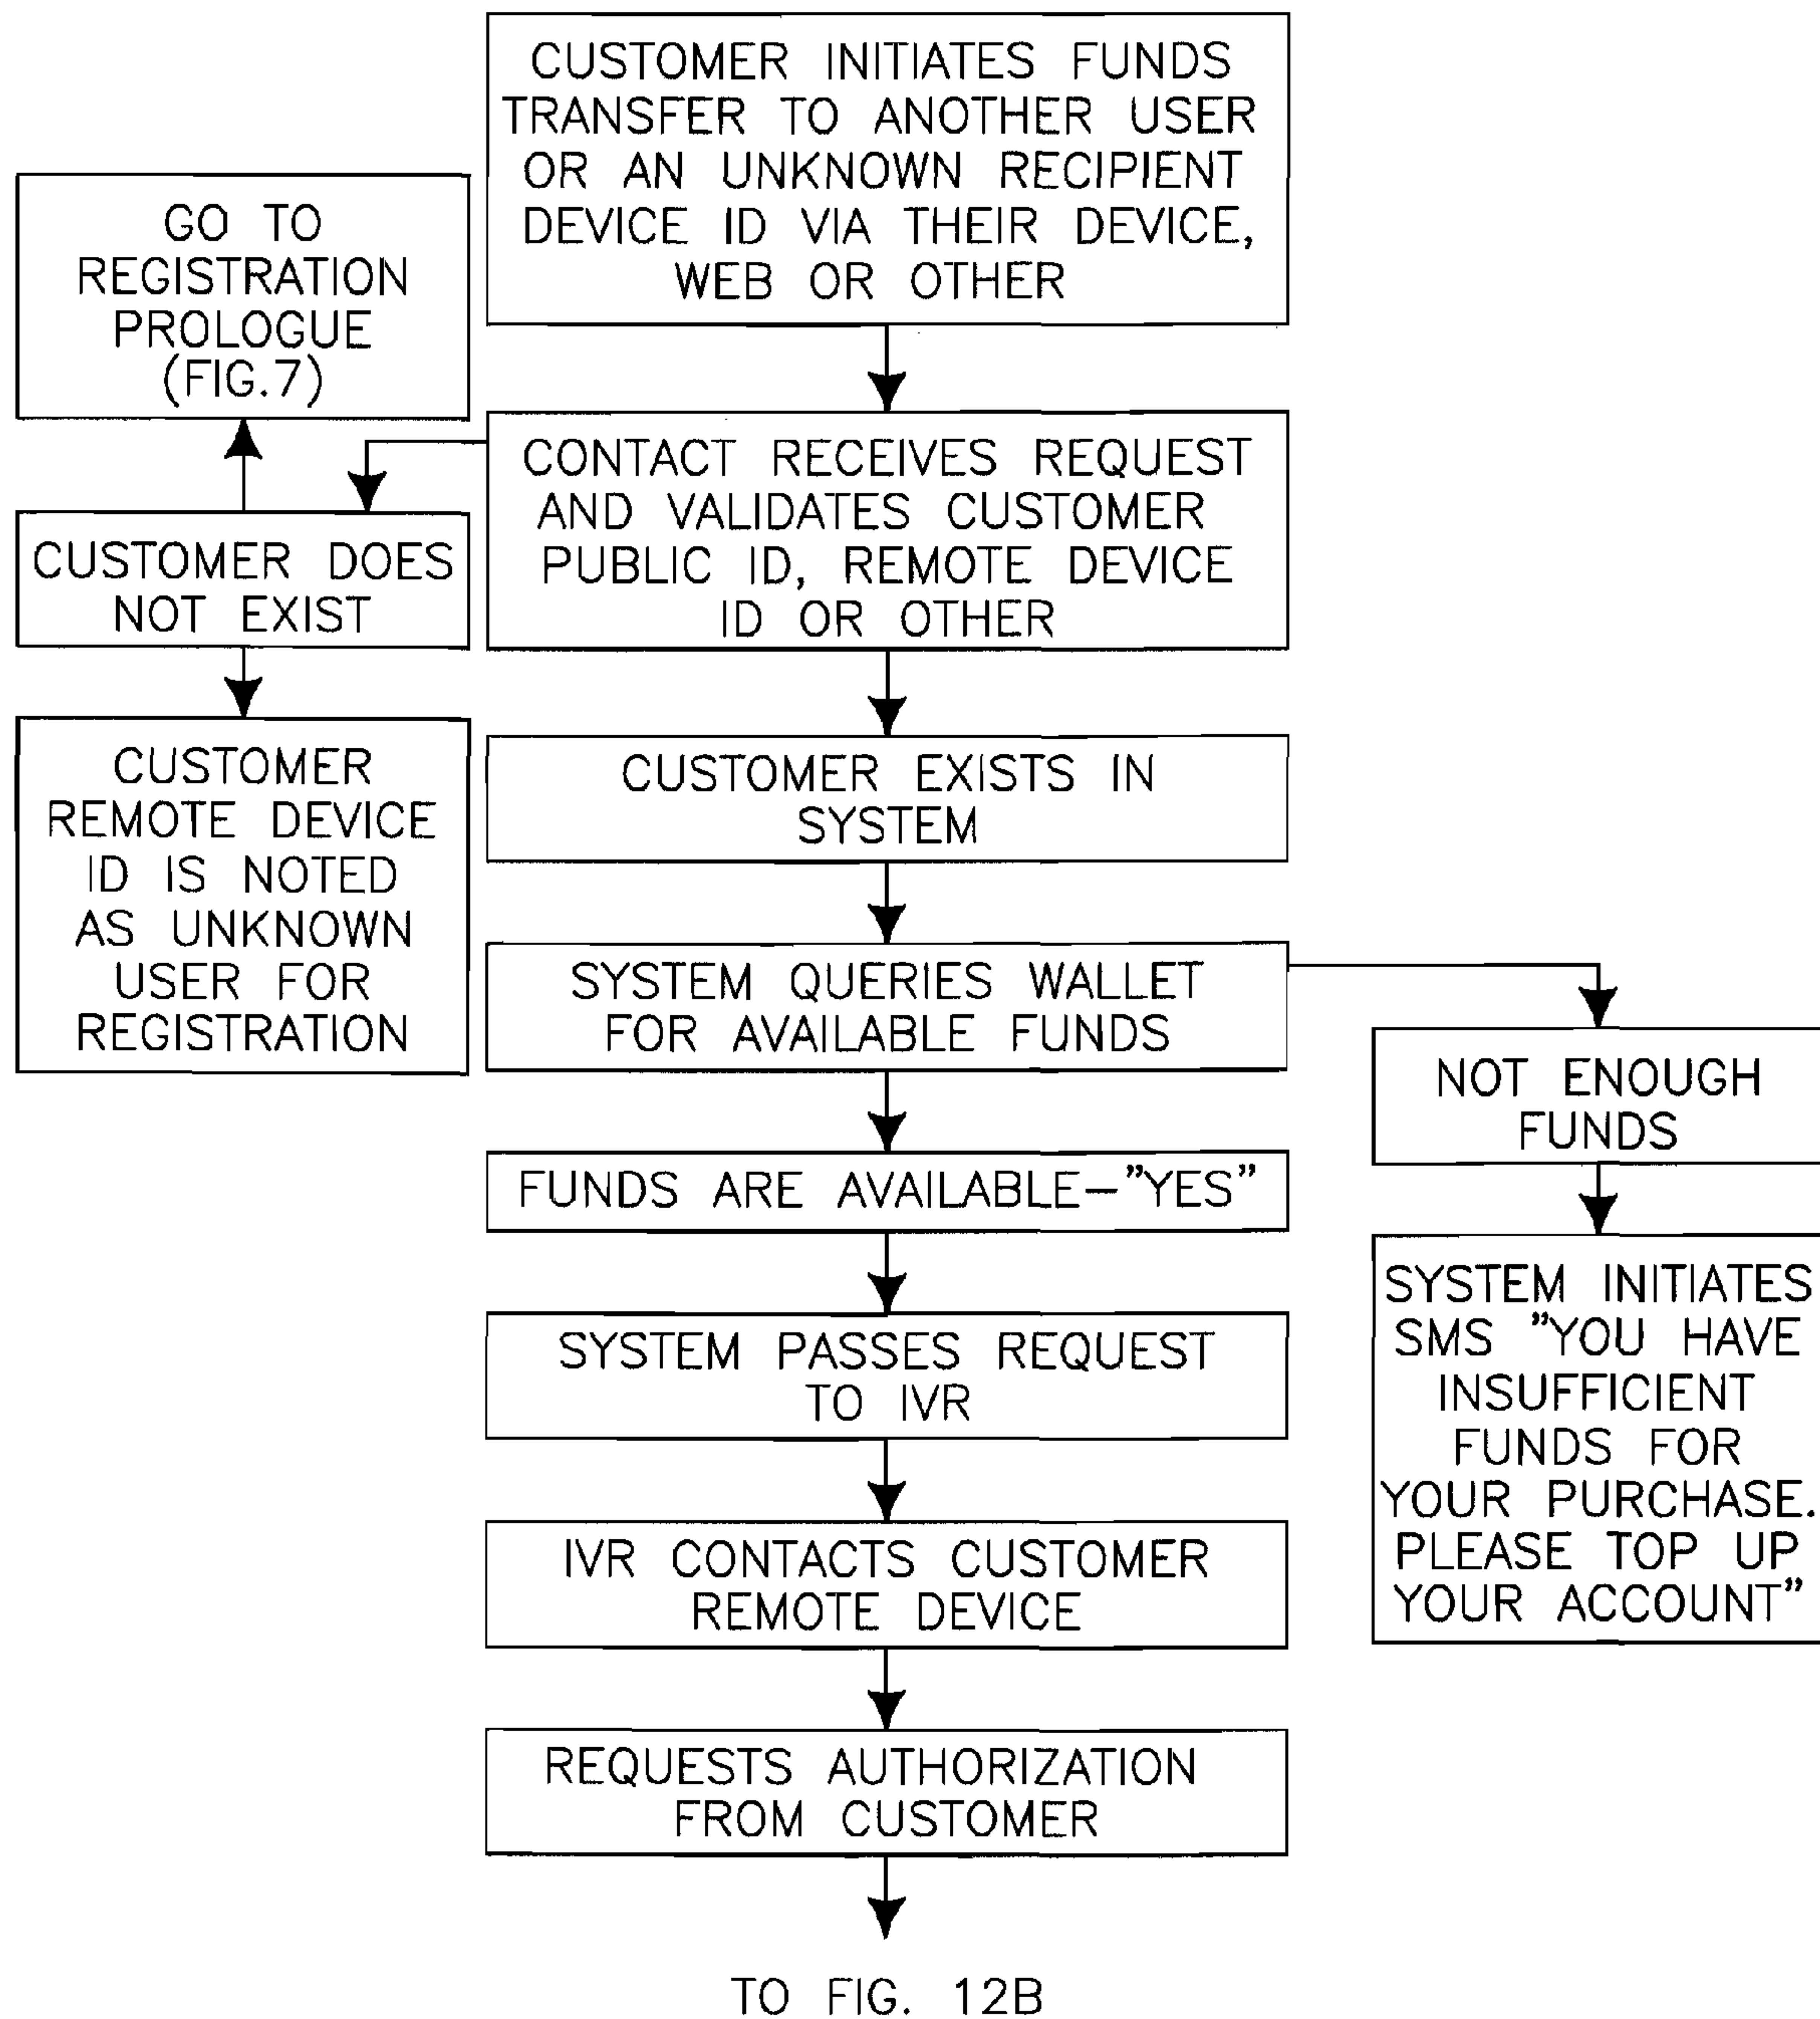 CUSTOMER INITIATES FUNDS
TRANSFER TO ANOTHER USER
OR AN UNKNOWN RECIPIENT
DEVICE ID VIA THEIR DEVICE,
WEB OR OTHER
GO TO
REGISTRATION
PROLOGUE
(FIG.7)
CONTACT RECEIVES REQUEST
AND VALIDATES CUSTOMER
PUBLIC ID, REMOTE DEVICE
ID OR OTHER
CUSTOMER DOES
NOT EXIST
CUSTOMER
REMOTE DEVICE
ID IS NOTED
AS UNKNOWN
USER FOR
REGISTRATION
CUSTOMER EXISTS IN
SYSTEM
SYSTEM QUERIES WALLET
FOR AVAILABLE FUNDS
NOT ENOUGH
FUNDS
SYSTEM INITIATES
SMS "YOU HAVE
INSUFFICIENT
FUNDS FOR
YOUR PURCHASE.
PLEASE TOP UP
YOUR ACCOUNT"
FUNDS ARE AVAILABLE–"YES"
SYSTEM PASSES REQUEST
TO IVR
IVR CONTACTS CUSTOMER
REMOTE DEVICE
REQUESTS AUTHORIZATION
FROM CUSTOMER
TO FIG. 12B